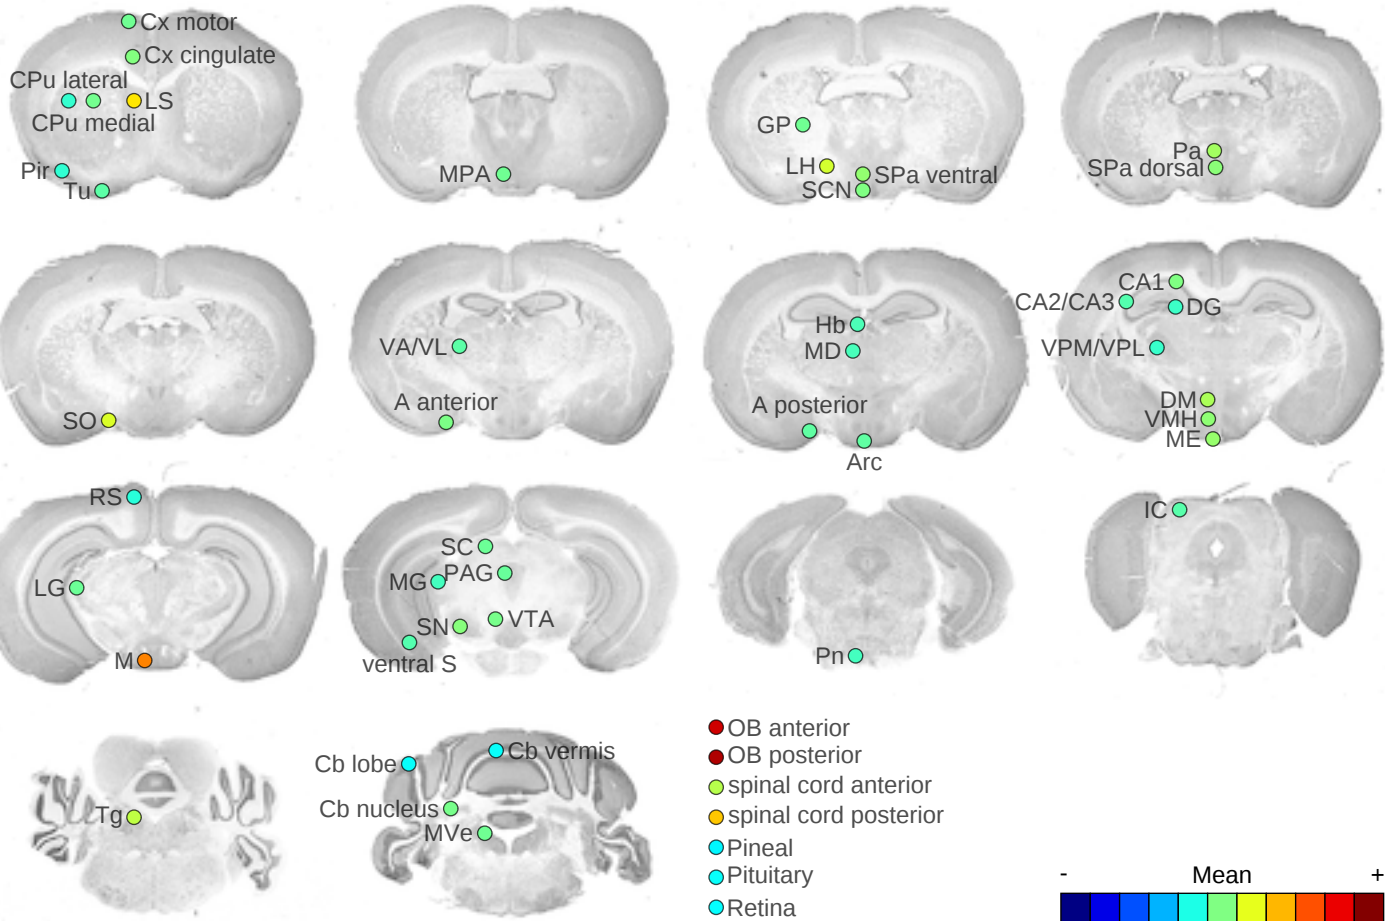 Cx motor
Cx cingulate
CPu lateral
LS
CPu medial
Pir
Tu
MPA
GP
LH
SPa ventral
SCN
Pa
SPa dorsal
SO
VA/VL
A anterior
Hb
MD
A posterior
Arc
CA1
CA2/CA3
DG
VPM/VPL
DM
VMH
ME
RS
LG
M
SC
PAG
MG
VTA
SN
ventral S
Pn
IC
Tg
Cb vermis
Cb lobe
Cb nucleus
MVe
OB anterior
OB posterior
spinal cord anterior
spinal cord posterior
Pineal
Pituitary
Retina
- Mean +